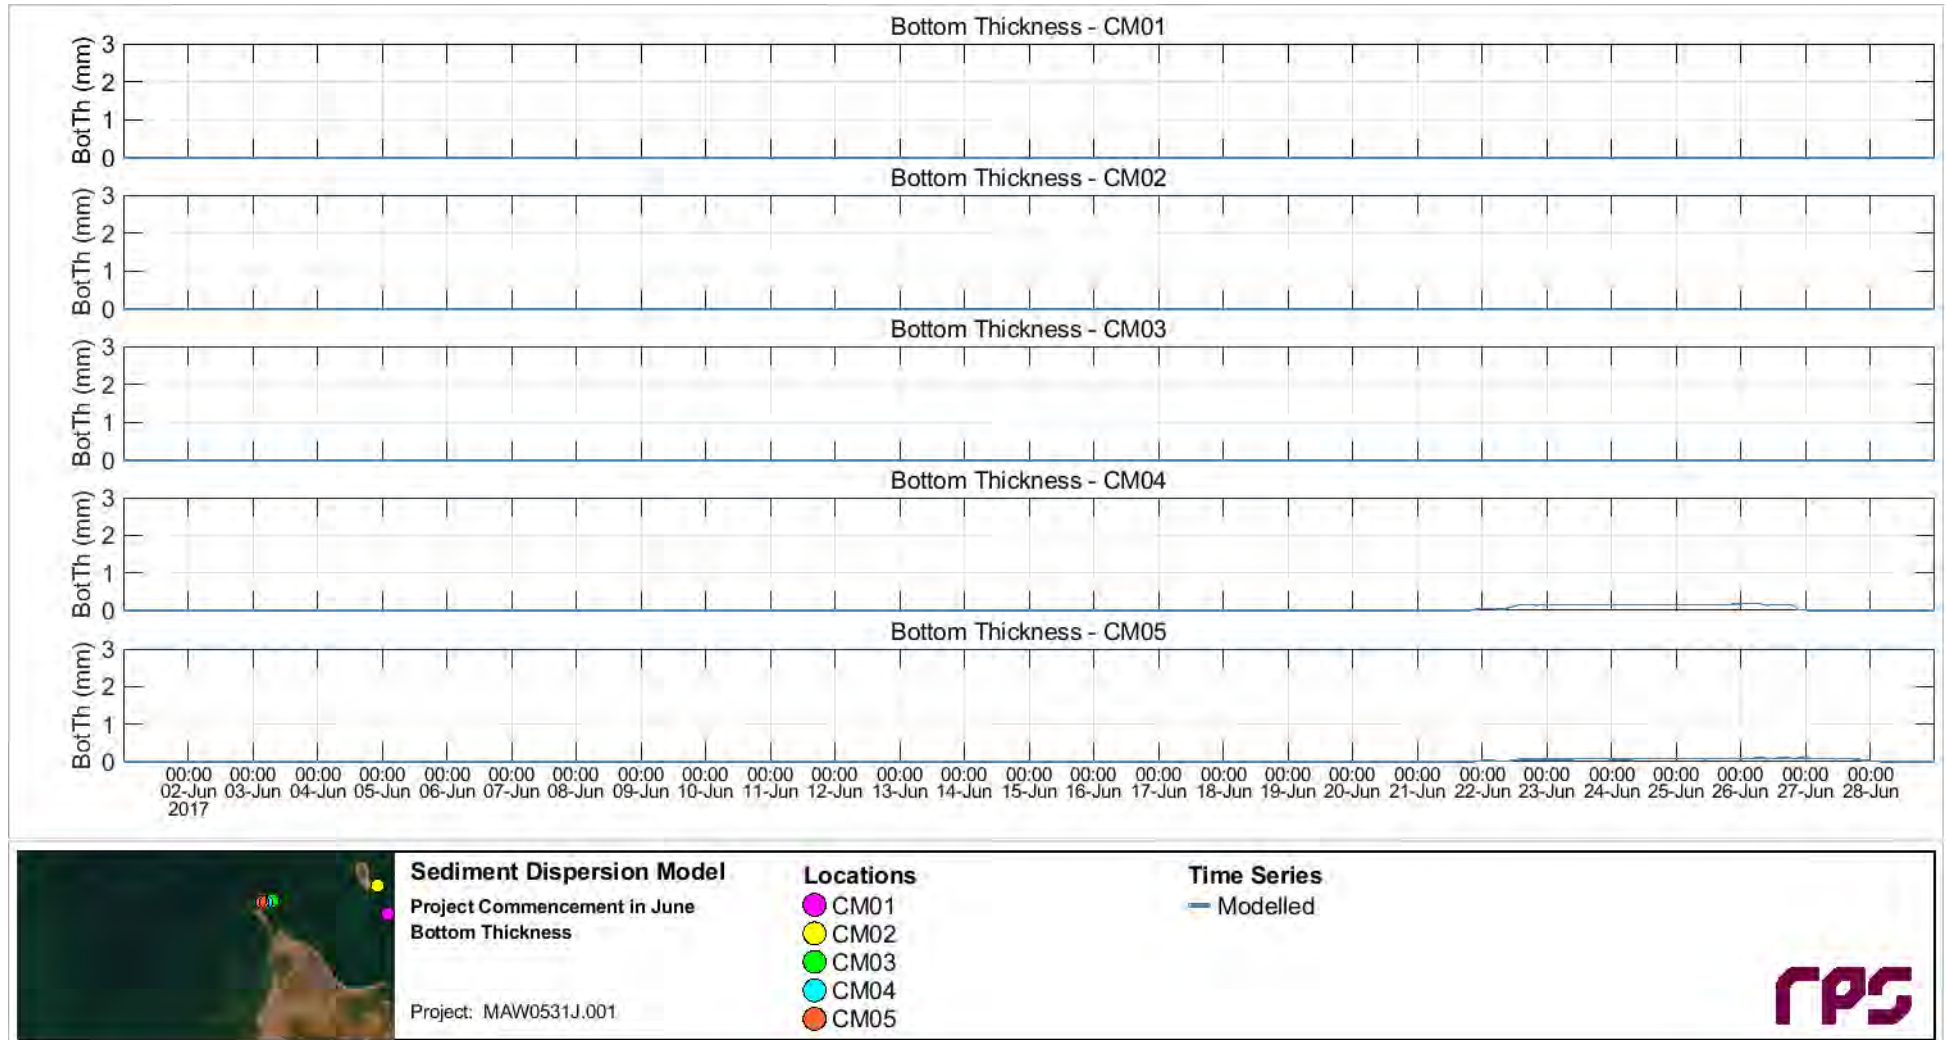 Bottom Thickness - CM01
BotTh (mm)
3
2
1
0
Bottom Thickness - CM02
BotTh (mm)
3
2
1
0
Bottom Thickness - CM03
BotTh (mm)
3
2
1
0
Bottom Thickness - CM04
BotTh (mm)
3
2
1
0
Bottom Thickness - CM05
BotTh (mm)
3
2
1
0
00:00 00:00 00:00 00:00 00:00 00:00 00:00 00:00 00:00 00:00 00:00 00:00 00:00 00:00 00:00 00:00 00:00 00:00 00:00 00:00 00:00 00:00 00:00 00:00 00:00 00:00 00:00
02-Jun 03-Jun 04-Jun 05-Jun 06-Jun 07-Jun 08-Jun 09-Jun 10-Jun 11-Jun 12-Jun 13-Jun 14-Jun 15-Jun 16-Jun 17-Jun 18-Jun 19-Jun 20-Jun 21-Jun 22-Jun 23-Jun 24-Jun 25-Jun 26-Jun 27-Jun 28-Jun
2017
Sediment Dispersion Model
Project Commencement in June
Bottom Thickness
Project: MAW0531J.001
Locations
CM01
CM02
CM03
CM04
CM05
Time Series
Modelled
rps